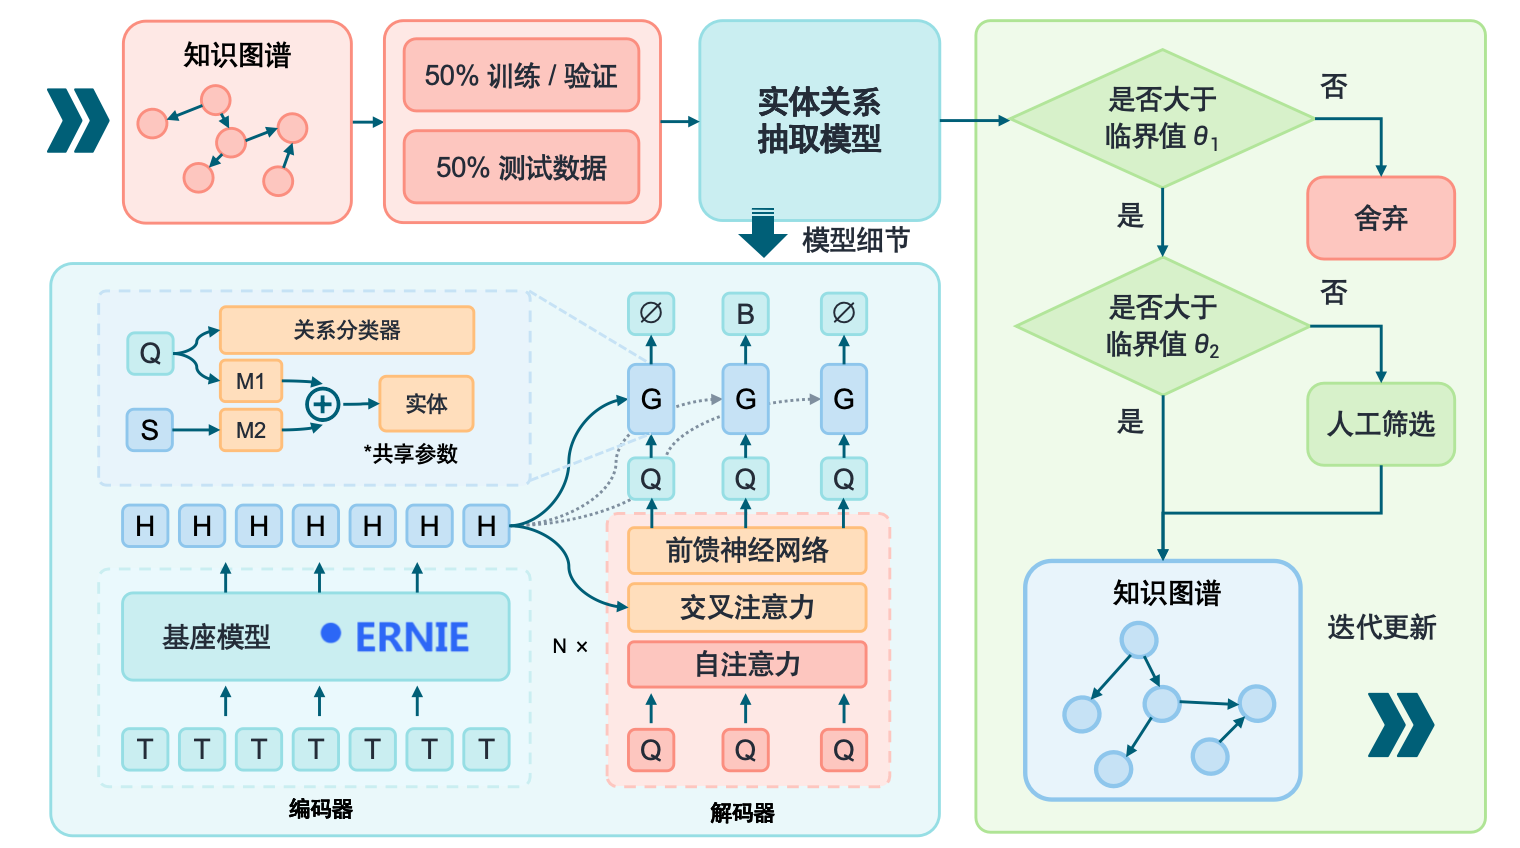 知识图谱
50% 训练 / 验证
50% 测试数据
实体关系
抽取模型
模型细节
是否大于
临界值 θ1
否
舍弃
是
是否大于
临界值 θ2
否
人工筛选
是
知识图谱
迭代更新
Q
关系分类器
M1
S
M2
实体
*共享参数
∅ B ∅
G G G
Q Q Q
H H H H H H H
基座模型 ERNIE
T T T T T T T
编码器
N ×
前馈神经网络
交叉注意力
自注意力
Q Q Q
解码器